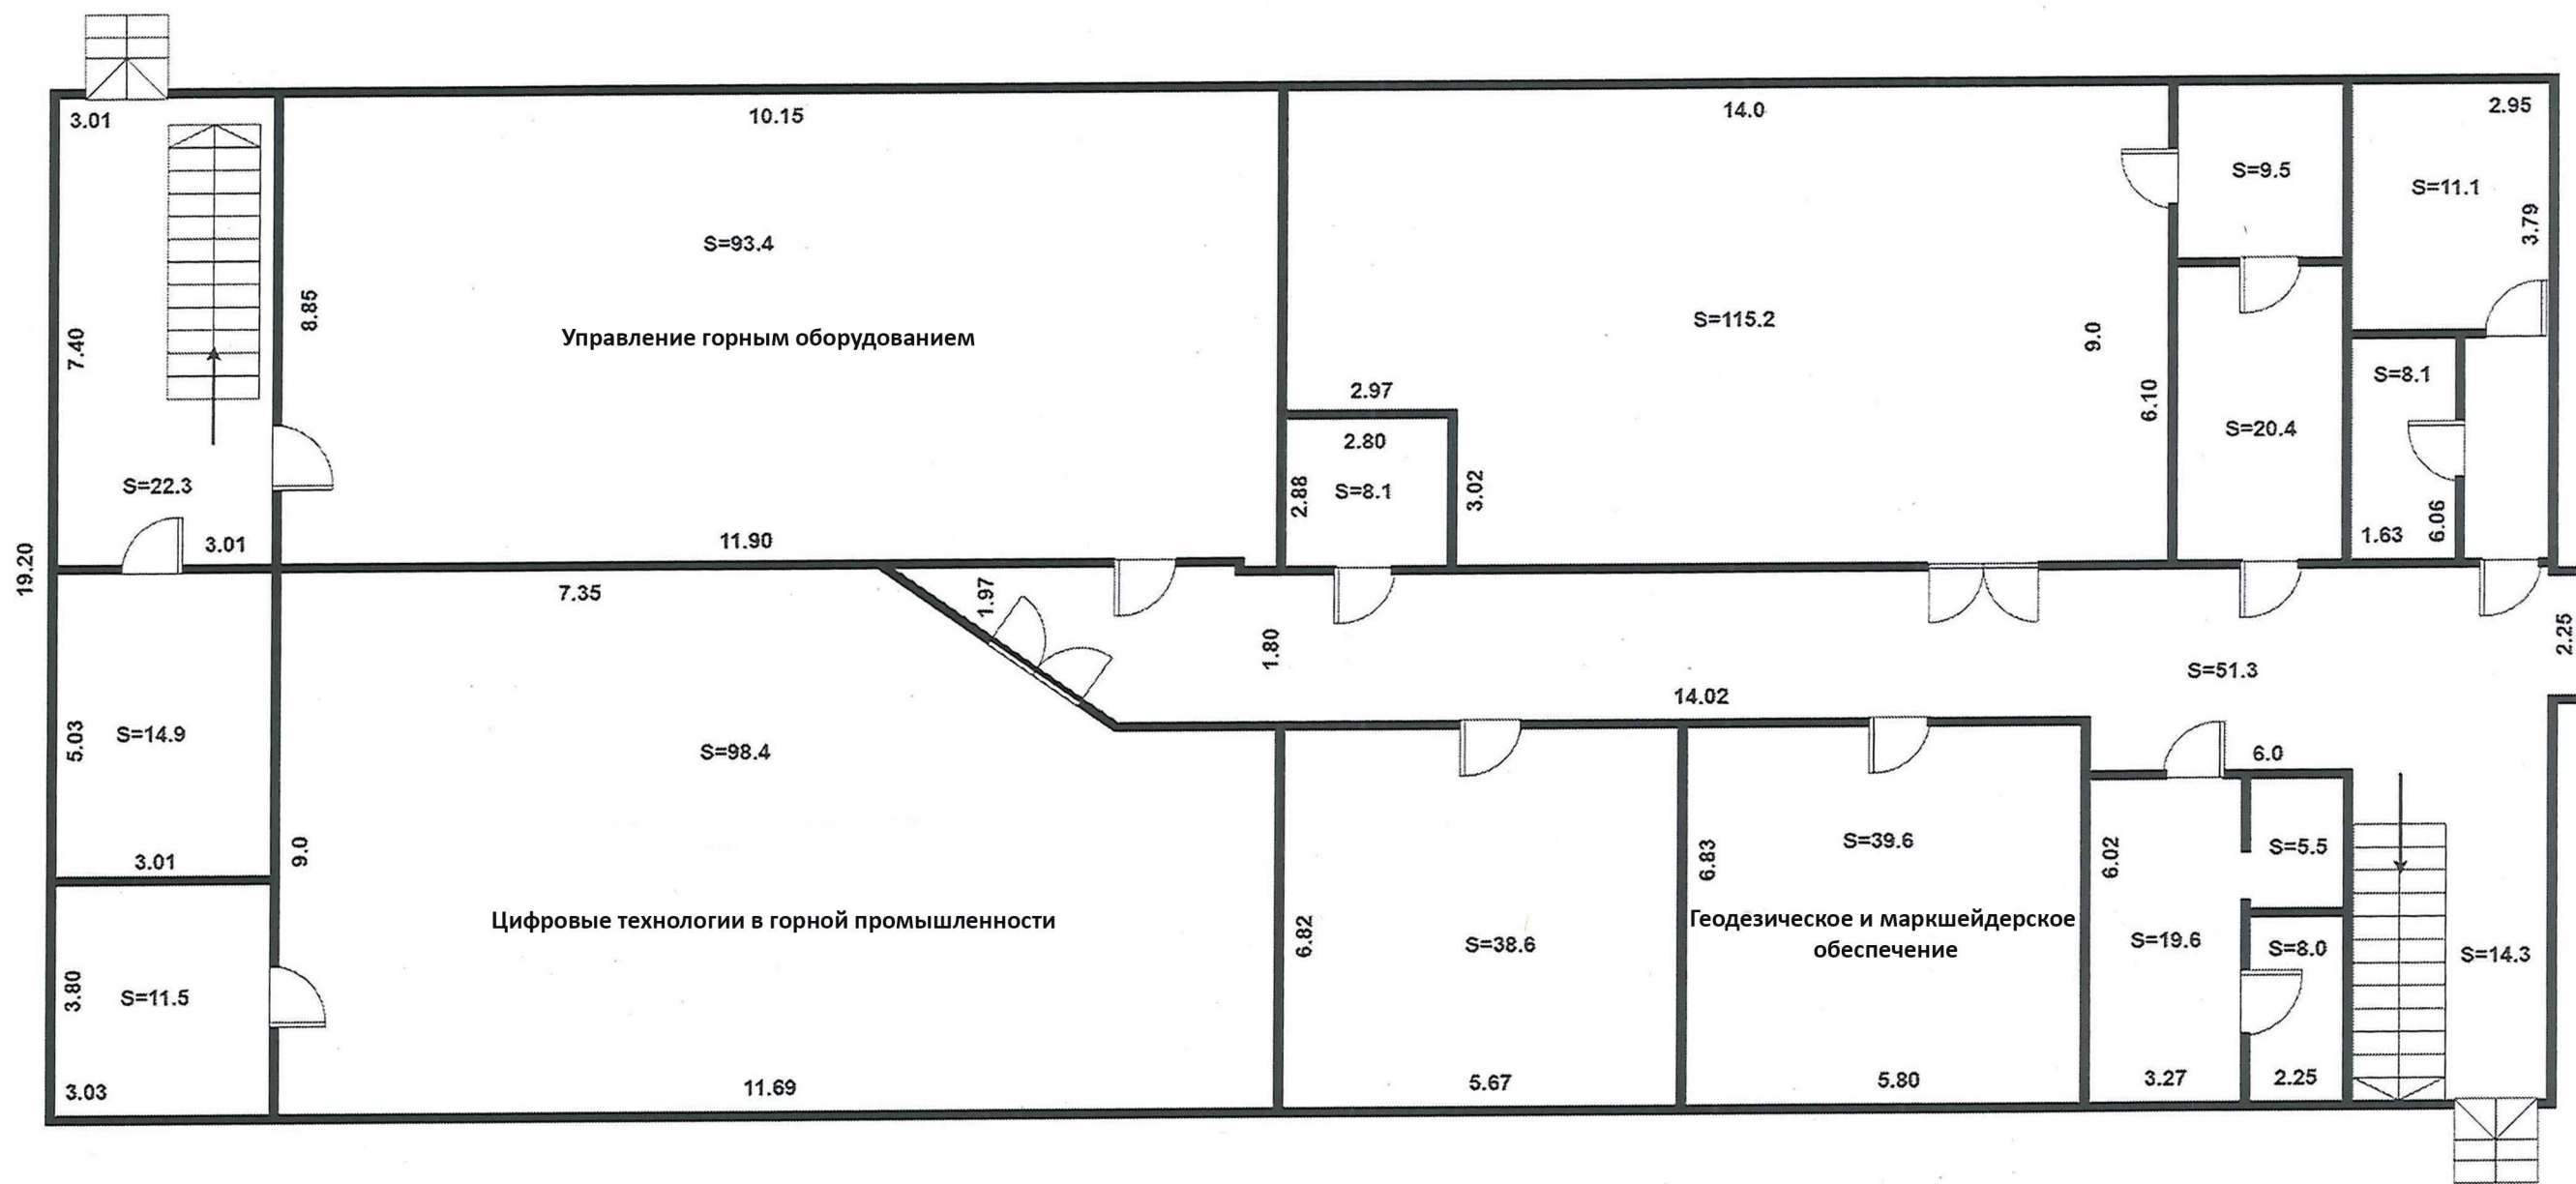 3.01
10.15
14.0
2.95
S=9.5
S=11.1
3.79
S=93.4
8.85
S=115.2
9.0
7.40
Управление горным оборудованием
2.97
S=8.1
6.10
2.80
S=20.4
S=22.3
2.88
S=8.1
3.02
1.63
6.06
3.01
11.90
19.20
7.35
1.97
1.80
2.25
S=51.3
14.02
5.03
S=14.9
S=98.4
6.0
3.01
9.0
6.83
S=39.6
6.02
S=5.5
Цифровые технологии в горной промышленности
6.82
S=38.6
Геодезическое и маркшейдерское
обеспечение
S=19.6
S=8.0
S=14.3
3.80
S=11.5
3.03
11.69
5.67
5.80
3.27
2.25